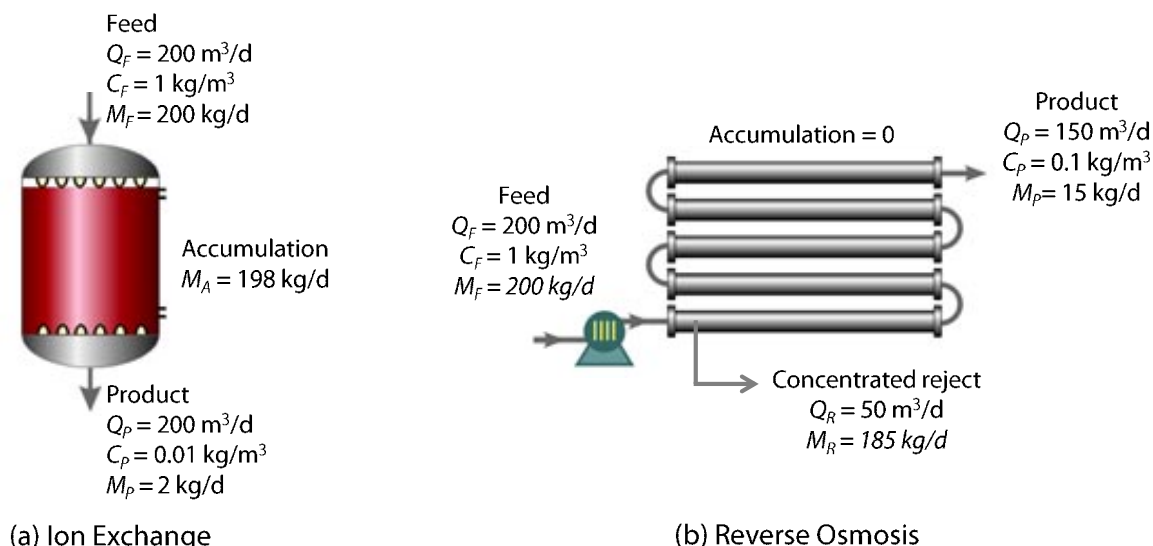 Feed
Q_F = 200 m³/d
C_F = 1 kg/m³
M_F = 200 kg/d
Accumulation
M_A = 198 kg/d
Product
Q_P = 200 m³/d
C_P = 0.01 kg/m³
M_P = 2 kg/d
(a) Ion Exchange
Accumulation = 0
Product
Q_P = 150 m³/d
C_P = 0.1 kg/m³
M_P= 15 kg/d
Feed
Q_F = 200 m³/d
C_F = 1 kg/m³
M_F = 200 kg/d
Concentrated reject
Q_R = 50 m³/d
M_R = 185 kg/d
(b) Reverse Osmosis